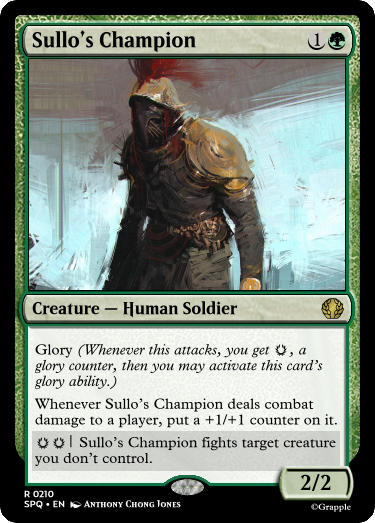 Sullo's Champion 1
Creature — Human Soldier
Glory (Whenever this attacks, you get , a
glory counter, then you may activate this card's
glory ability.)
Whenever Sullo's Champion deals combat
damage to a player, put a +1/+1 counter on it.
| Sullo's Champion fights target creature
you don't control.
2/2
R 0210
SPQ • EN Anthony Chong Jones
©Grapple